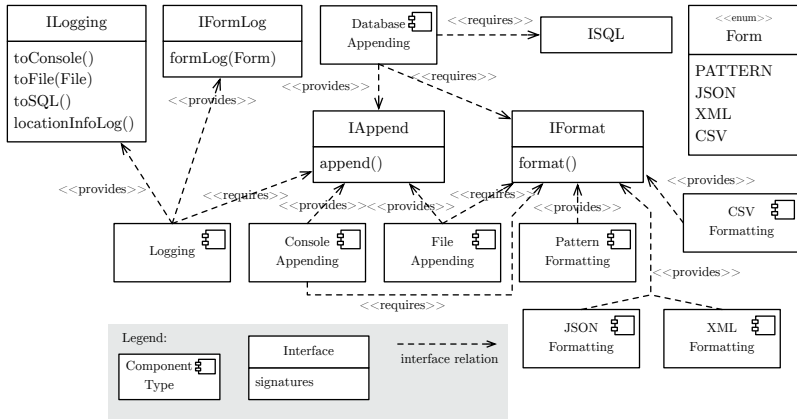 ILogging
toConsole()
toFile(File)
toSQL()
locationInfoLog()
IFormLog
formLog(Form)
Database
Appending
<<requires>>
ISQL
<<enum>>
Form
PATTERN
JSON
XML
CSV
<<provides>>
<<provides>>
<<requires>>
IAppend
append()
IFormat
format()
<<provides>>
<<requires>>
<<provides>>
<<provides>>
<<requires>>
<<provides>>
Logging
Console
Appending
File
Appending
Pattern
Formatting
CSV
Formatting
<<provides>>
<<requires>>
JSON
Formatting
XML
Formatting
Legend:
Component
Type
Interface
signatures
interface relation